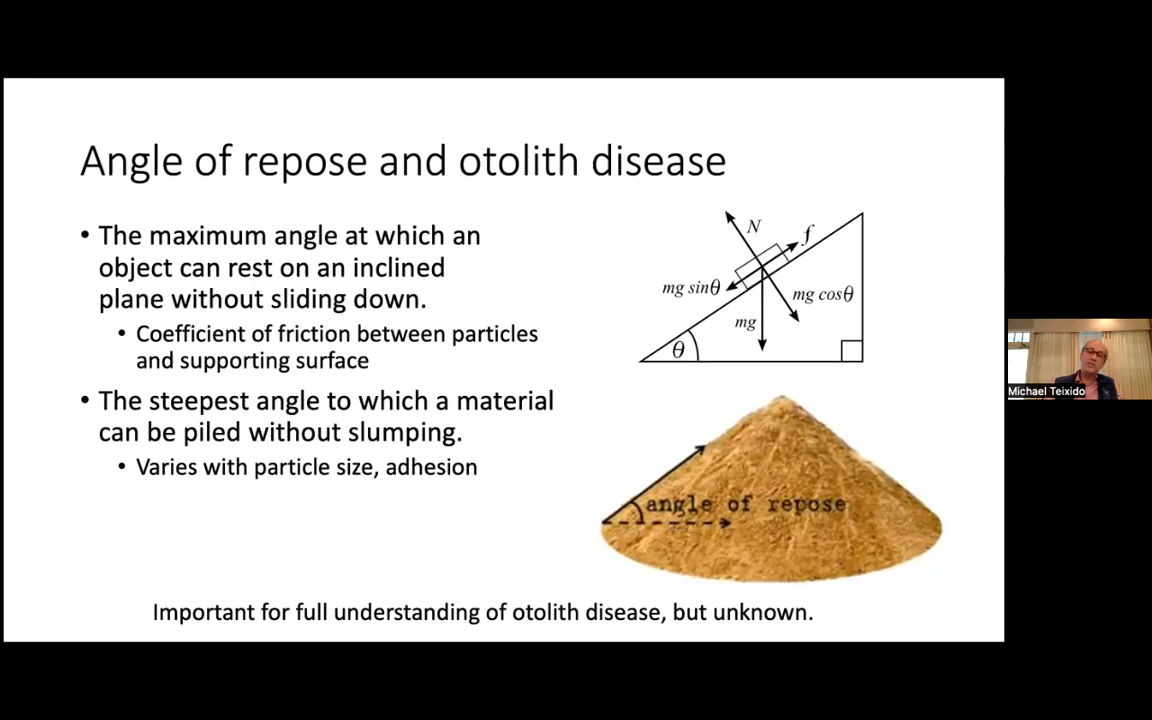 Angle of repose and otolith disease
• The maximum angle at which an
object can rest on an inclined
plane without sliding down.
• Coefficient of friction between particles
and supporting surface
• The steepest angle to which a material
can be piled without slumping.
• Varies with particle size, adhesion
N
f
mg sinθ
mg cosθ
mg
θ
angle of repose
Important for full understanding of otolith disease, but unknown.
Michael Teixido